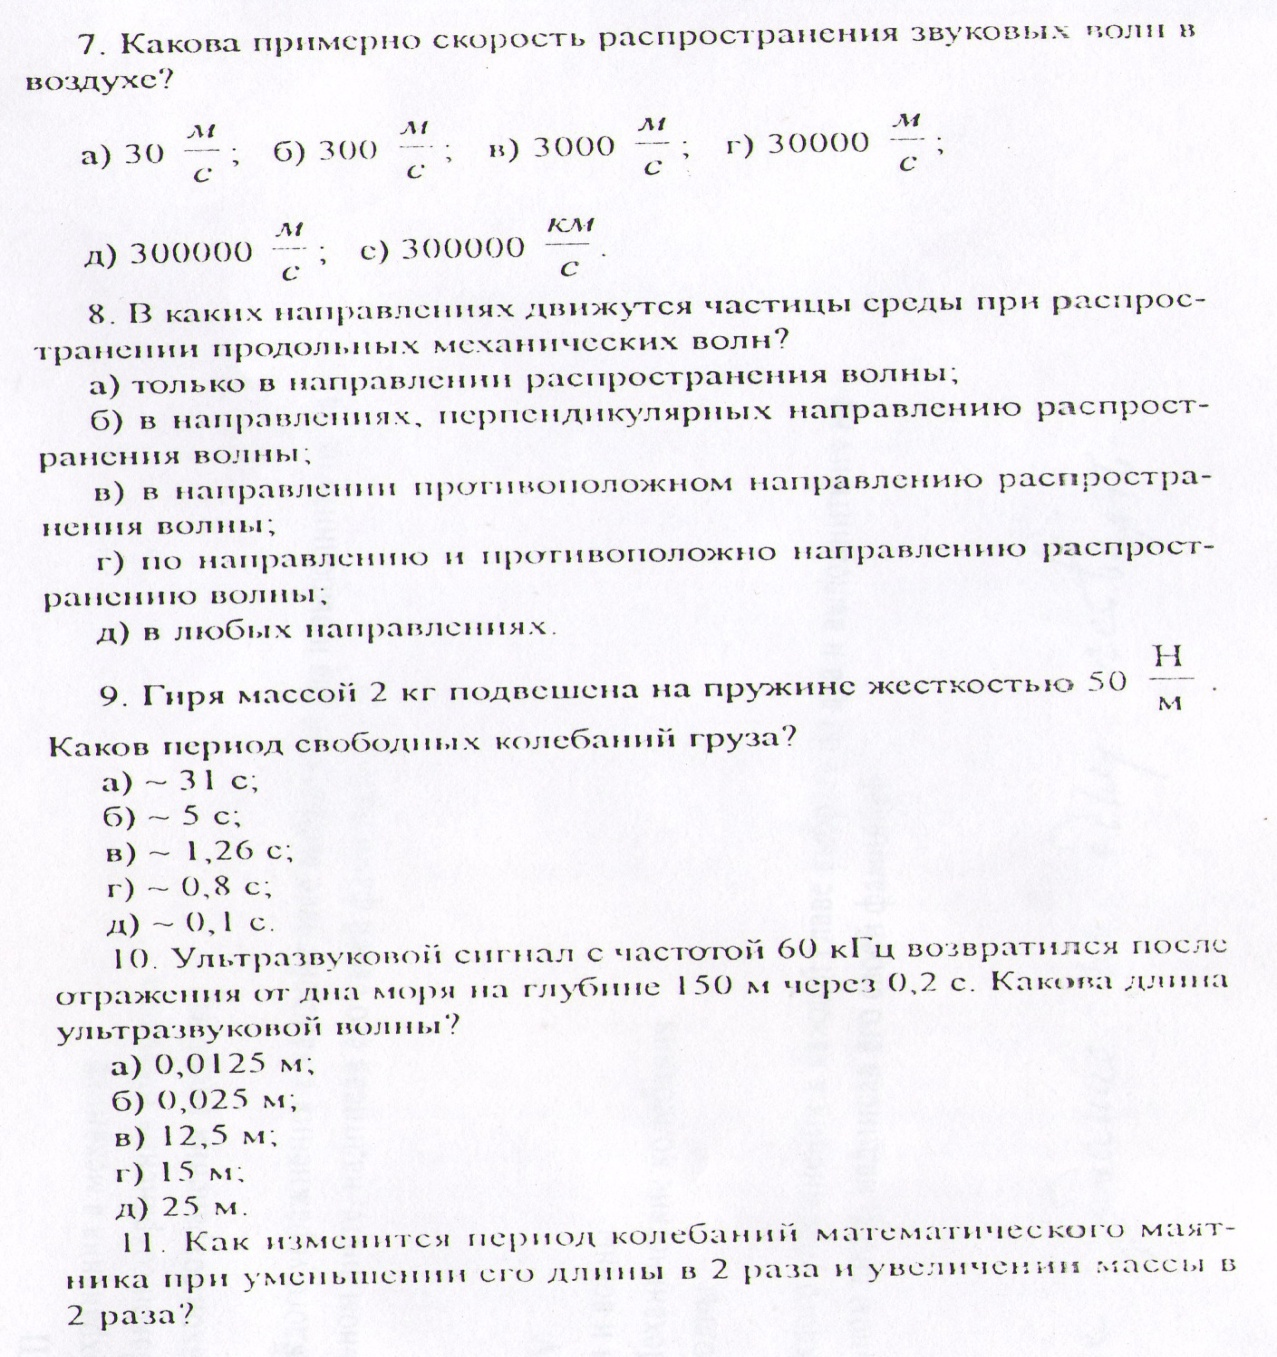 7. Какова примерно скорость распространения звуковых волн в
воздухе?
а) 30 м/с; б) 300 м/с; в) 3000 м/с; г) 30000 м/с;
д) 300000 м/с; е) 300000 км/с.
8. В каких направлениях движутся частицы среды при распрос-
транении продольных механических волн?
а) только в направлении распространения волны;
б) в направлениях, перпендикулярных направлению распрост-
ранения волны;
в) в направлении противоположном направлению распростра-
нения волны;
г) по направлению и противоположно направлению распрост-
ранению волны;
д) в любых направлениях.
9. Гиря массой 2 кг подвешена на пружине жесткостью 50 Н/м.
Каков период свободных колебаний груза?
а) ~ 31 с;
б) ~ 5 с;
в) ~ 1,26 с;
г) ~ 0,8 с;
д) ~ 0,1 с.
10. Ультразвуковой сигнал с частотой 60 кГц возвратился после
отражения от дна моря на глубине 150 м через 0,2 с. Какова длина
ультразвуковой волны?
а) 0,0125 м;
б) 0,025 м;
в) 12,5 м;
г) 15 м;
д) 25 м.
11. Как изменится период колебаний математического маят-
ника при уменьшении его длины в 2 раза и увеличении массы в
2 раза?